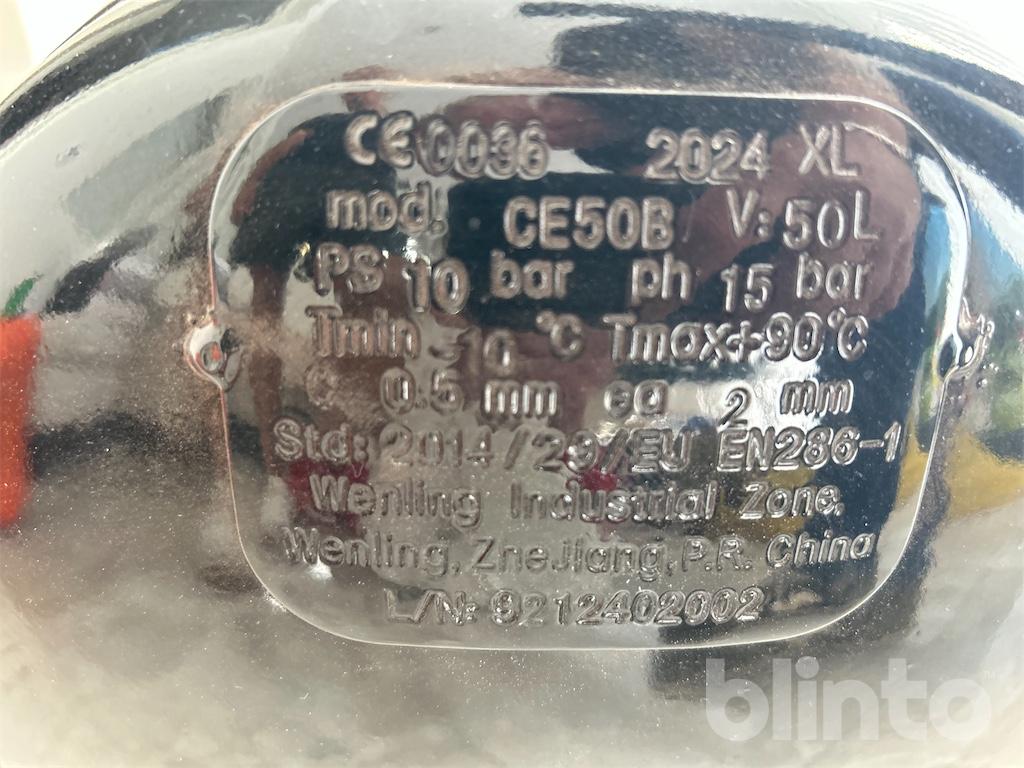 CE 0036 2024 XL
mod. CE50B V: 50L
PS 10 bar ph 15 bar
Tmin -10 °C Tmax+90°C
0.5 mm ea 2 mm
Std: 2014/29/EU EN286-1
Wenling Industrial Zone,
Wenling, ZheJiang, P.R. China
L/N: 9212402002
blinto